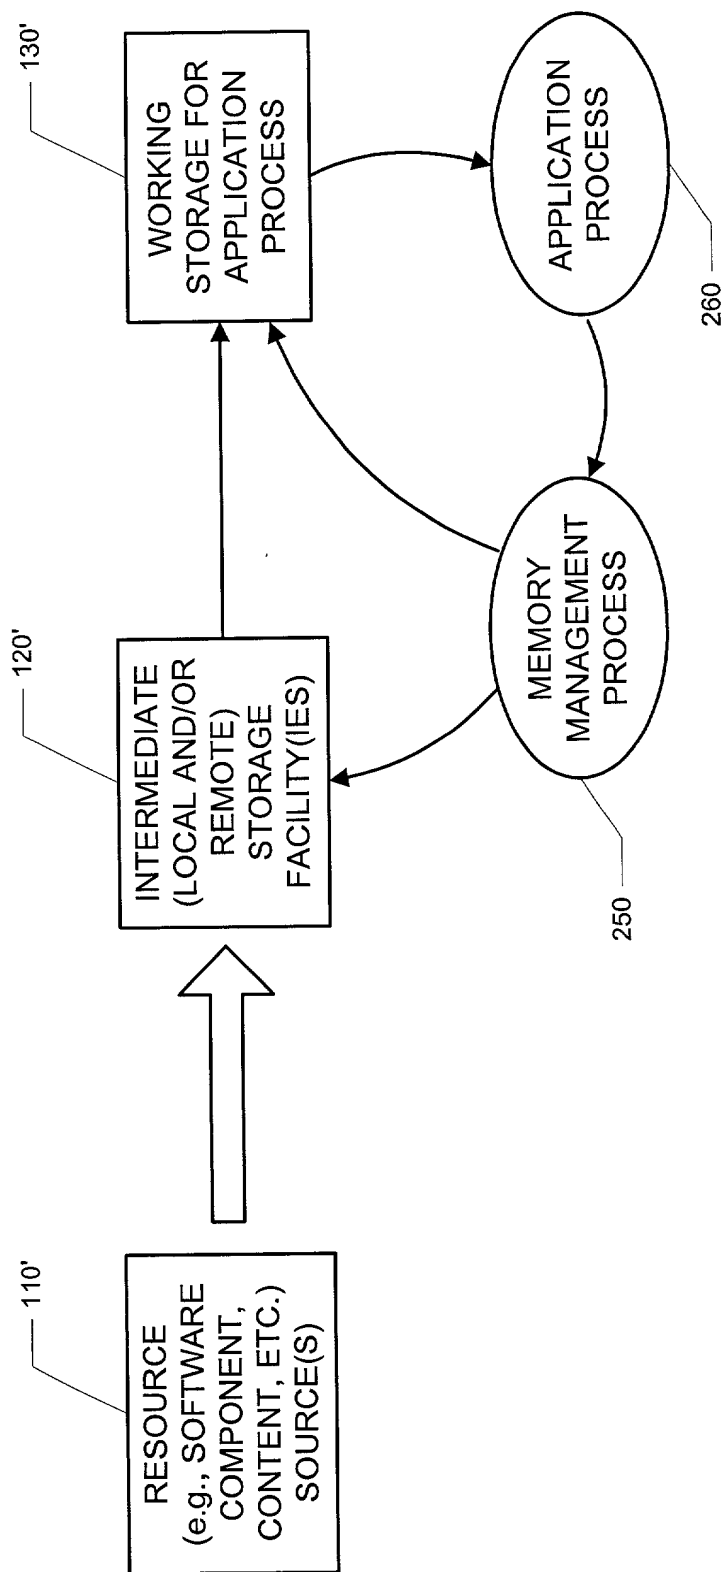 110'
RESOURCE
(e.g., SOFTWARE
COMPONENT,
CONTENT, ETC.)
SOURCE(S)
120'
INTERMEDIATE
(LOCAL AND/OR
REMOTE)
STORAGE
FACILITY(IES)
130'
WORKING
STORAGE FOR
APPLICATION
PROCESS
MEMORY
MANAGEMENT
PROCESS
250
APPLICATION
PROCESS
260